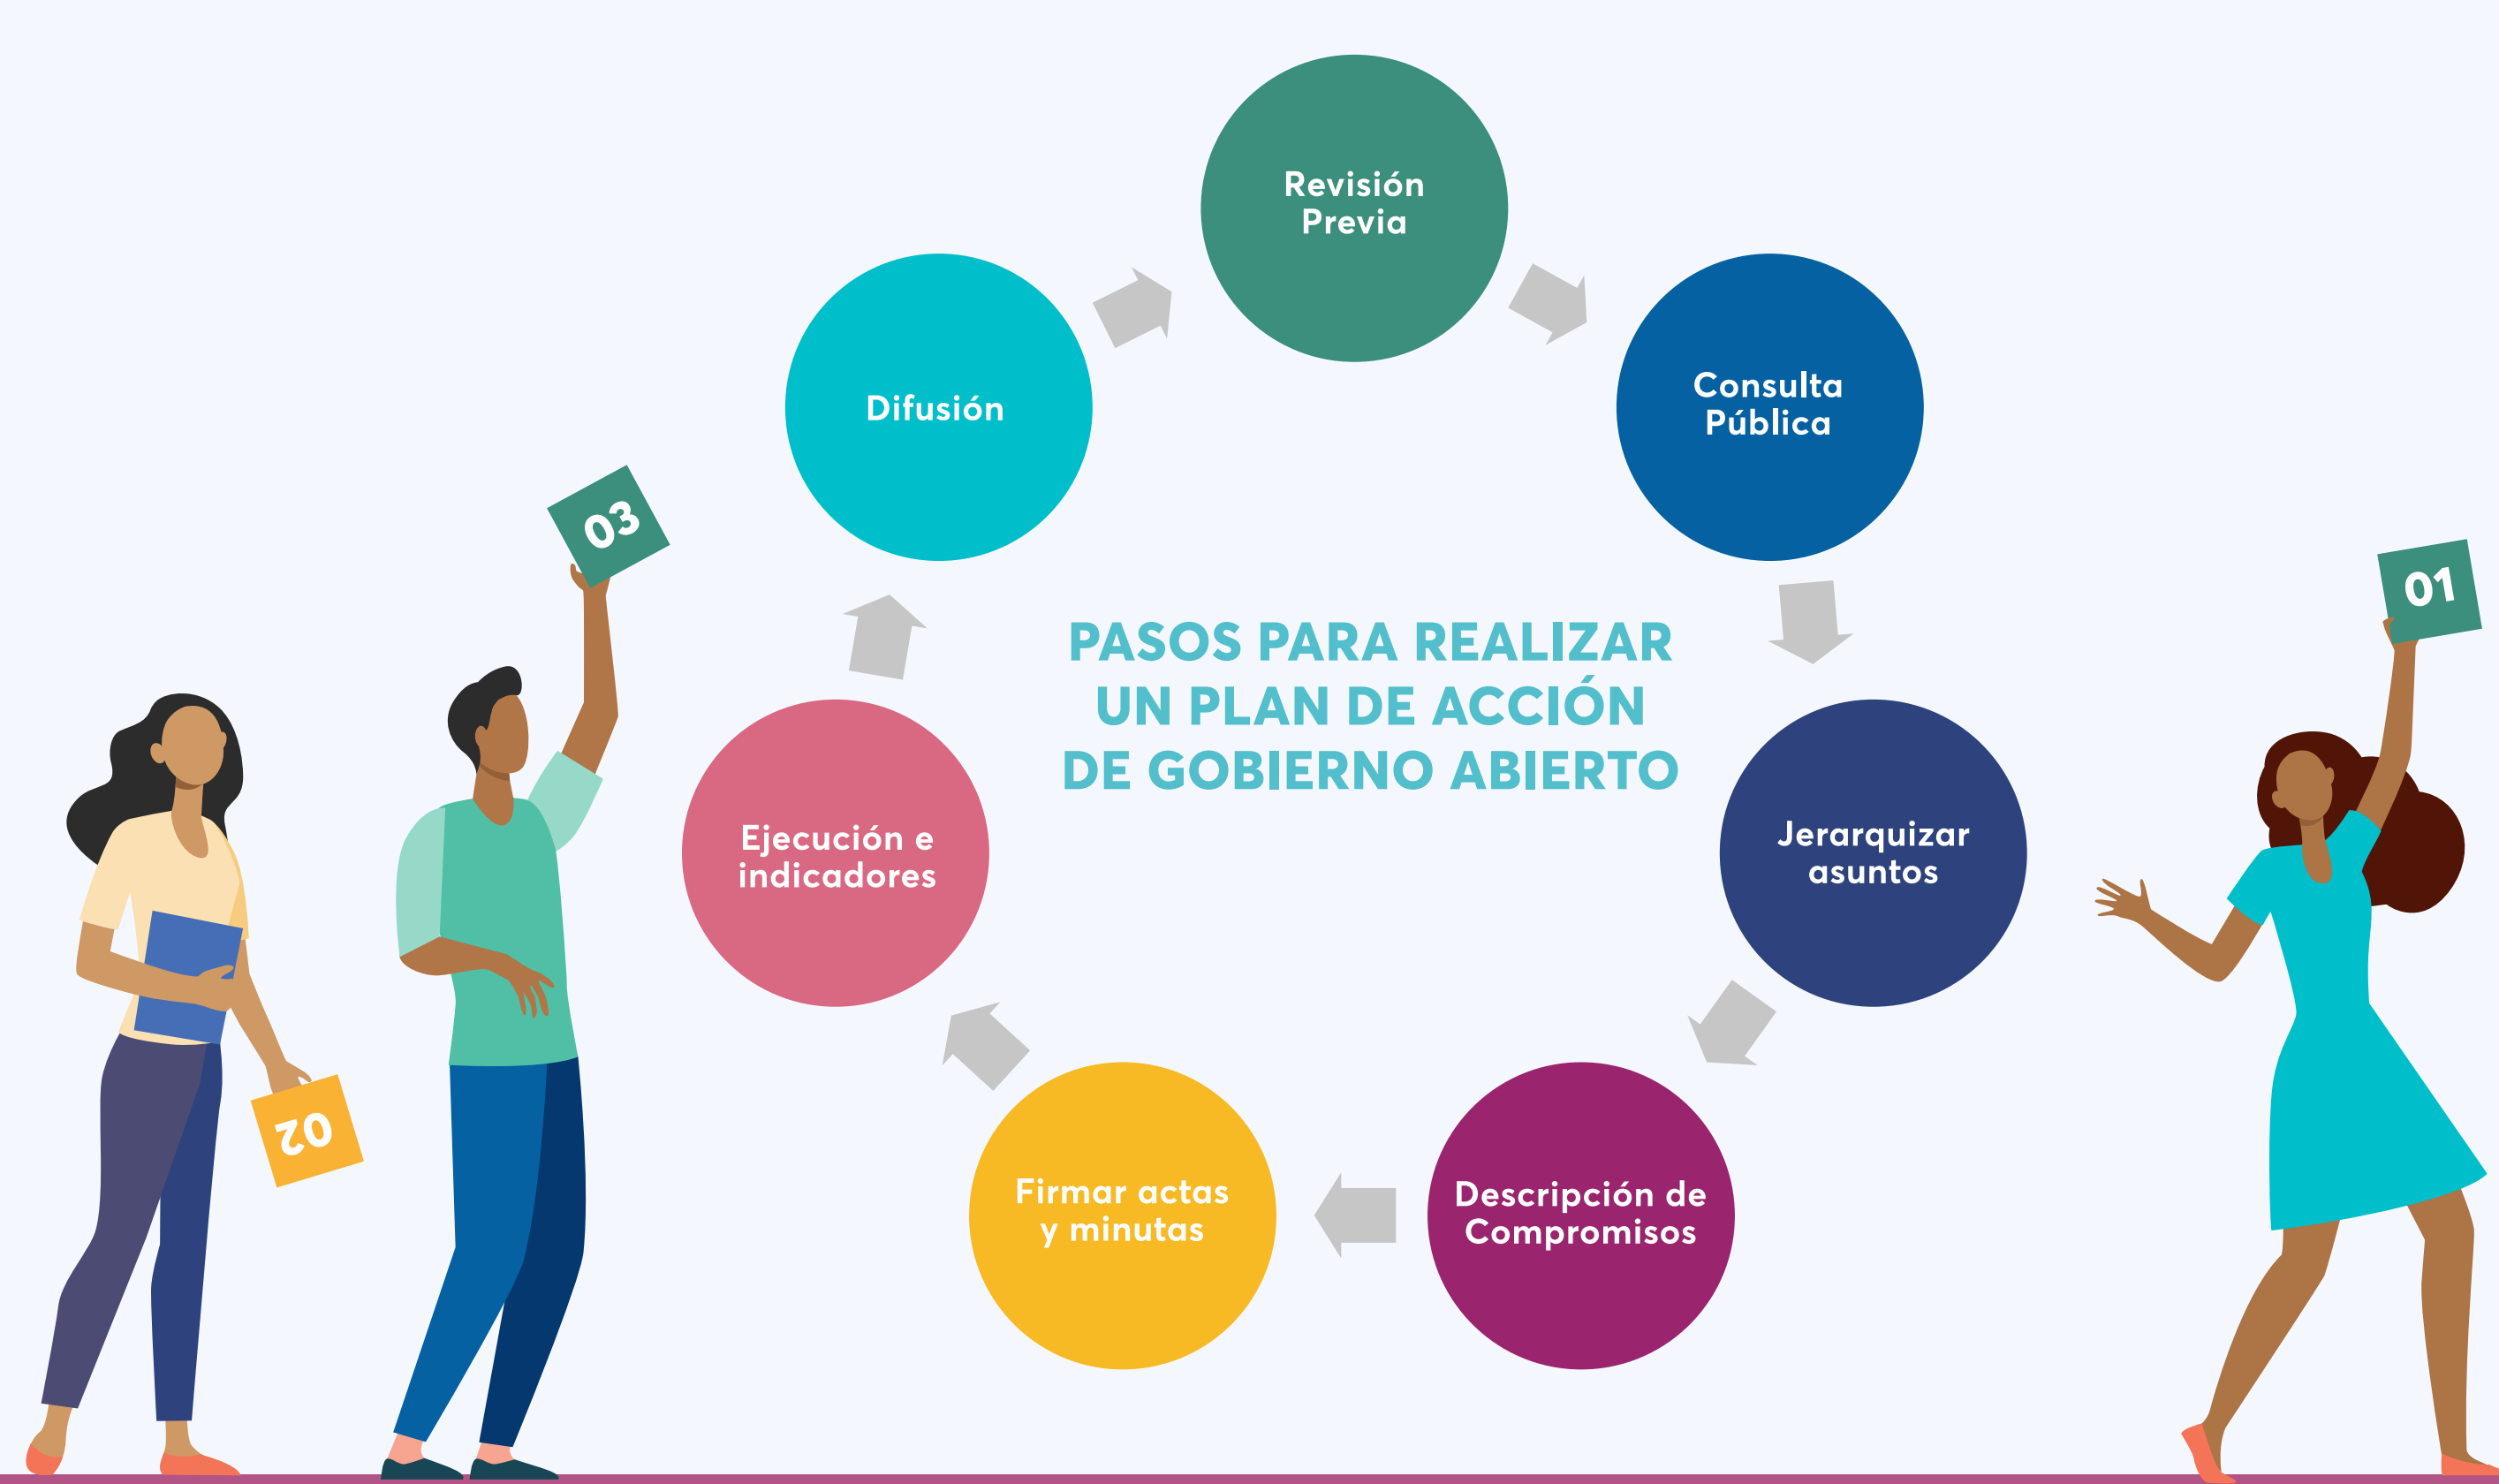 Revisión
Previa
Consulta
Pública
Difusión
03
01
PASOS PARA REALIZAR
UN PLAN DE ACCIÓN
DE GOBIERNO ABIERTO
Jerarquizar
asuntos
Ejecución e
indicadores
02
Descripción de
Compromisos
Firmar actas
y minutas